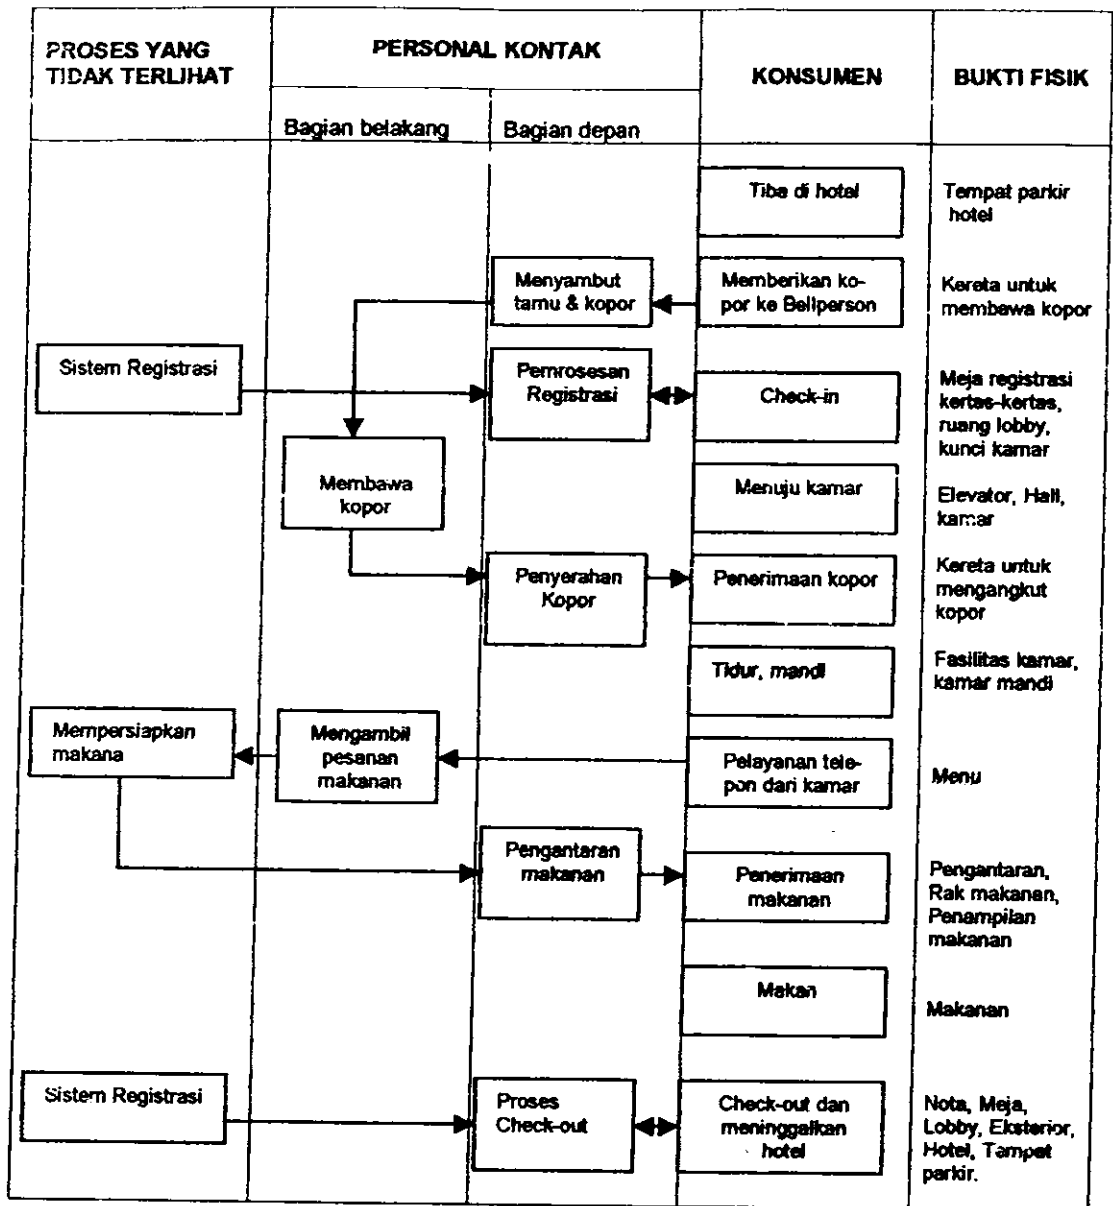 PROSES YANG
TIDAK TERLIHAT
PERSONAL KONTAK
KONSUMEN
BUKTI FISIK
Bagian belakang
Bagian depan
Tiba di hotel
Tempat parkir
hotel
Menyambut
tamu & kopor
Memberikan ko-
por ke Bellperson
Kereta untuk
membawa kopor
Sistem Registrasi
Pemrosesan
Registrasi
Check-in
Meja registrasi
kertas-kertas,
ruang lobby,
kunci kamar
Membawa
kopor
Menuju kamar
Elevator, Hall,
kamar
Penyerahan
Kopor
Penerimaan kopor
Kereta untuk
mengangkut
kopor
Tidur, mandi
Fasilitas kamar,
kamar mandi
Mempersiapkan
makana
Mengambil
pesanan
makanan
Pelayanan tele-
pon dari kamar
Menu
Pengantaran
makanan
Penerimaan
makanan
Pengantaran,
Rak makanan,
Penampilan
makanan
Makan
Makanan
Sistem Registrasi
Proses
Check-out
Check-out dan
meninggalkan
hotel
Nota, Meja,
Lobby, Eksterior,
Hotel, Tampat
parkir.